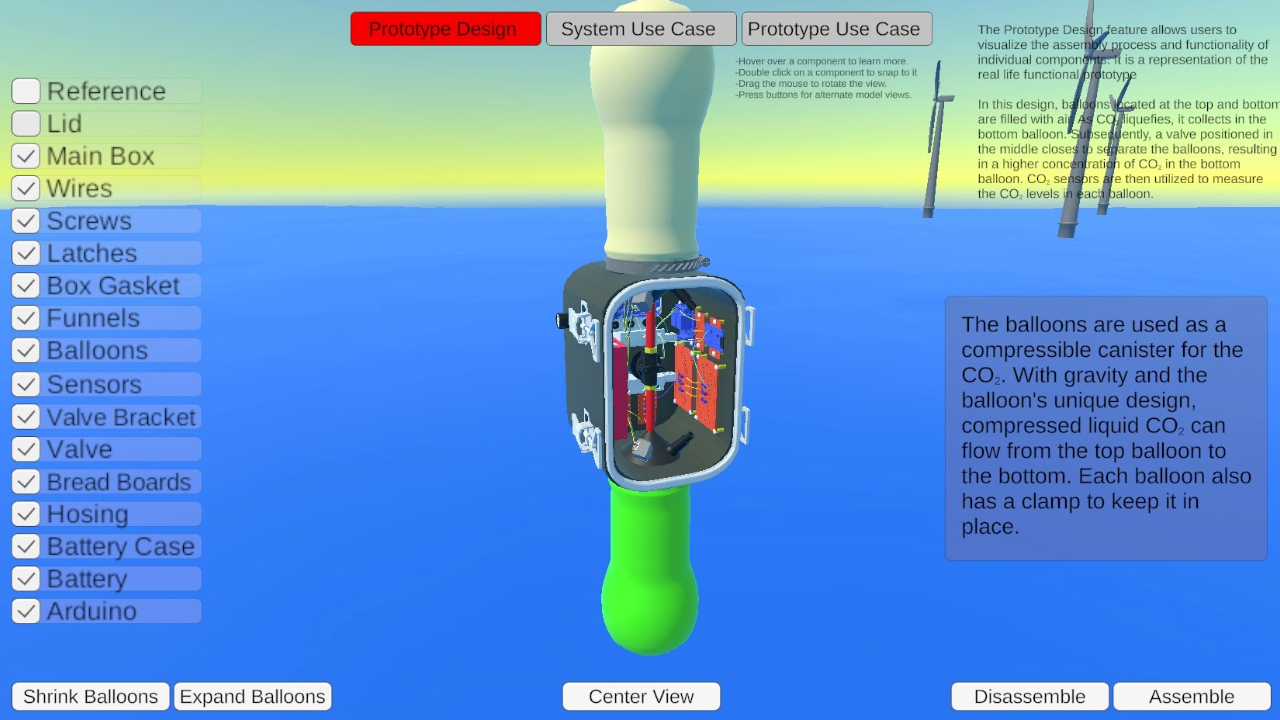 Prototype Design
System Use Case
Prototype Use Case
-Hover over a component to learn more.
-Double click on a component to snap to it
-Drag the mouse to rotate the view.
-Press buttons for alternate model views.
The Prototype Design feature allows users to
visualize the assembly process and functionality of
individual components. It is a representation of the
real life functional prototype
In this design, balloons located at the top and bottom
are filled with air. As CO₂ liquefies, it collects in the
bottom balloon. Subsequently, a valve positioned in
the middle closes to separate the balloons, resulting
in a higher concentration of CO₂ in the bottom
balloon. CO₂ sensors are then utilized to measure
the CO₂ levels in each balloon.
Reference
Lid
Main Box
Wires
Screws
Latches
Box Gasket
Funnels
Balloons
Sensors
Valve Bracket
Valve
Bread Boards
Hosing
Battery Case
Battery
Arduino
The balloons are used as a
compressible canister for the
CO₂. With gravity and the
balloon's unique design,
compressed liquid CO₂ can
flow from the top balloon to
the bottom. Each balloon also
has a clamp to keep it in
place.
Shrink Balloons
Expand Balloons
Center View
Disassemble
Assemble